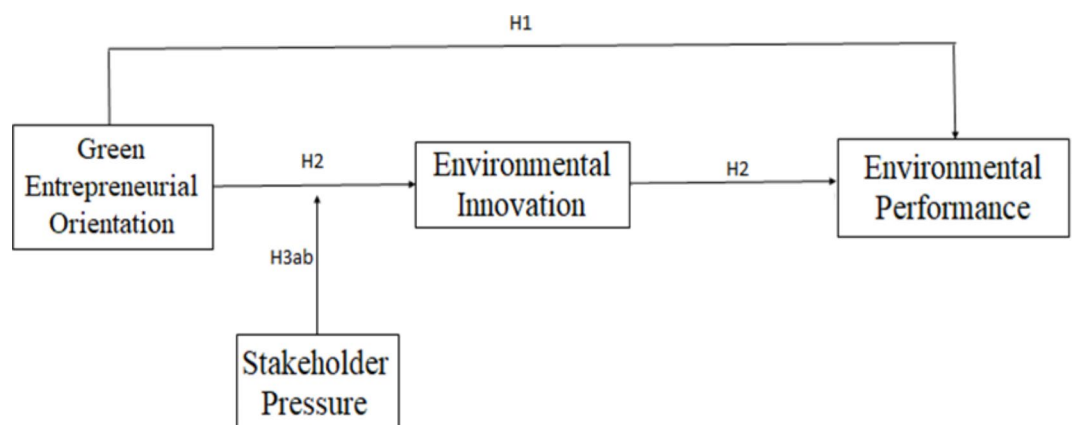 H1
Green
Entrepreneurial
Orientation
H2
Environmental
Innovation
H2
Environmental
Performance
H3ab
Stakeholder
Pressure